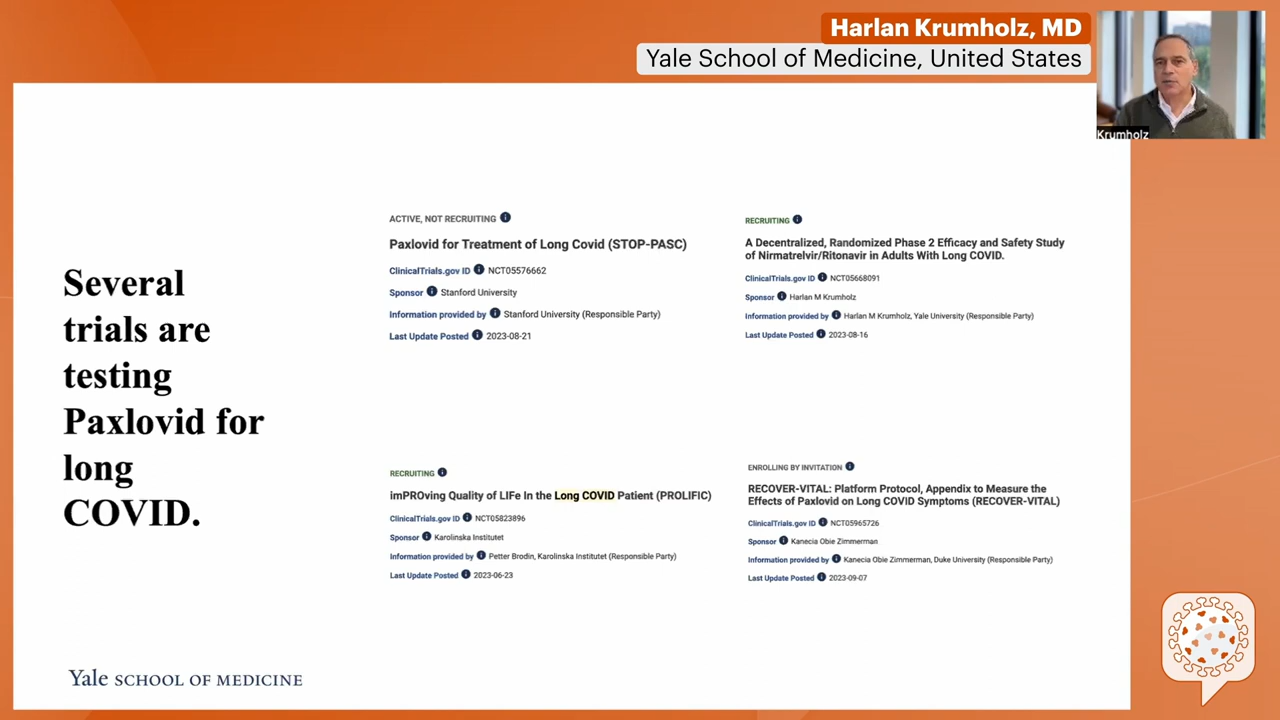 Harlan Krumholz, MD
Yale School of Medicine, United States
Krumholz
Several
trials are
testing
Paxlovid for
long
COVID.
ACTIVE, NOT RECRUITING
Paxlovid for Treatment of Long Covid (STOP-PASC)
ClinicalTrials.gov ID NCT05576662
Sponsor Stanford University
Information provided by Stanford University (Responsible Party)
Last Update Posted 2023-08-21
RECRUITING
A Decentralized, Randomized Phase 2 Efficacy and Safety Study
of Nirmatrelvir/Ritonavir in Adults With Long COVID.
ClinicalTrials.gov ID NCT05668091
Sponsor Harlan M Krumholz
Information provided by Harlan M Krumholz, Yale University (Responsible Party)
Last Update Posted 2023-08-16
RECRUITING
imPROving Quality of LIFe In the Long COVID Patient (PROLIFIC)
ClinicalTrials.gov ID NCT05823896
Sponsor Karolinska Institutet
Information provided by Petter Brodin, Karolinska Institutet (Responsible Party)
Last Update Posted 2023-06-23
ENROLLING BY INVITATION
RECOVER-VITAL: Platform Protocol, Appendix to Measure the
Effects of Paxlovid on Long COVID Symptoms (RECOVER-VITAL)
ClinicalTrials.gov ID NCT05965726
Sponsor Kanecia Obie Zimmerman
Information provided by Kanecia Obie Zimmerman, Duke University (Responsible Party)
Last Update Posted 2023-09-07
Yale SCHOOL OF MEDICINE